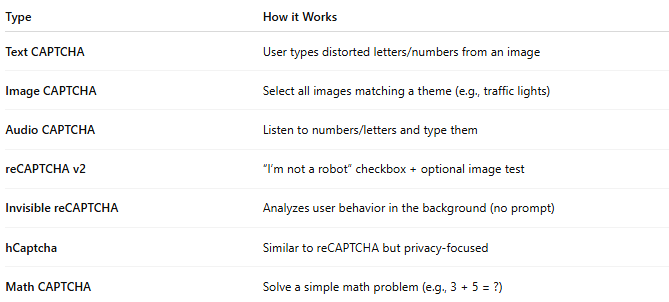 Type How it Works
Text CAPTCHA User types distorted letters/numbers from an image
Image CAPTCHA Select all images matching a theme (e.g., traffic lights)
Audio CAPTCHA Listen to numbers/letters and type them
reCAPTCHA v2 “I’m not a robot” checkbox + optional image test
Invisible reCAPTCHA Analyzes user behavior in the background (no prompt)
hCaptcha Similar to reCAPTCHA but privacy-focused
Math CAPTCHA Solve a simple math problem (e.g., 3 + 5 = ?)